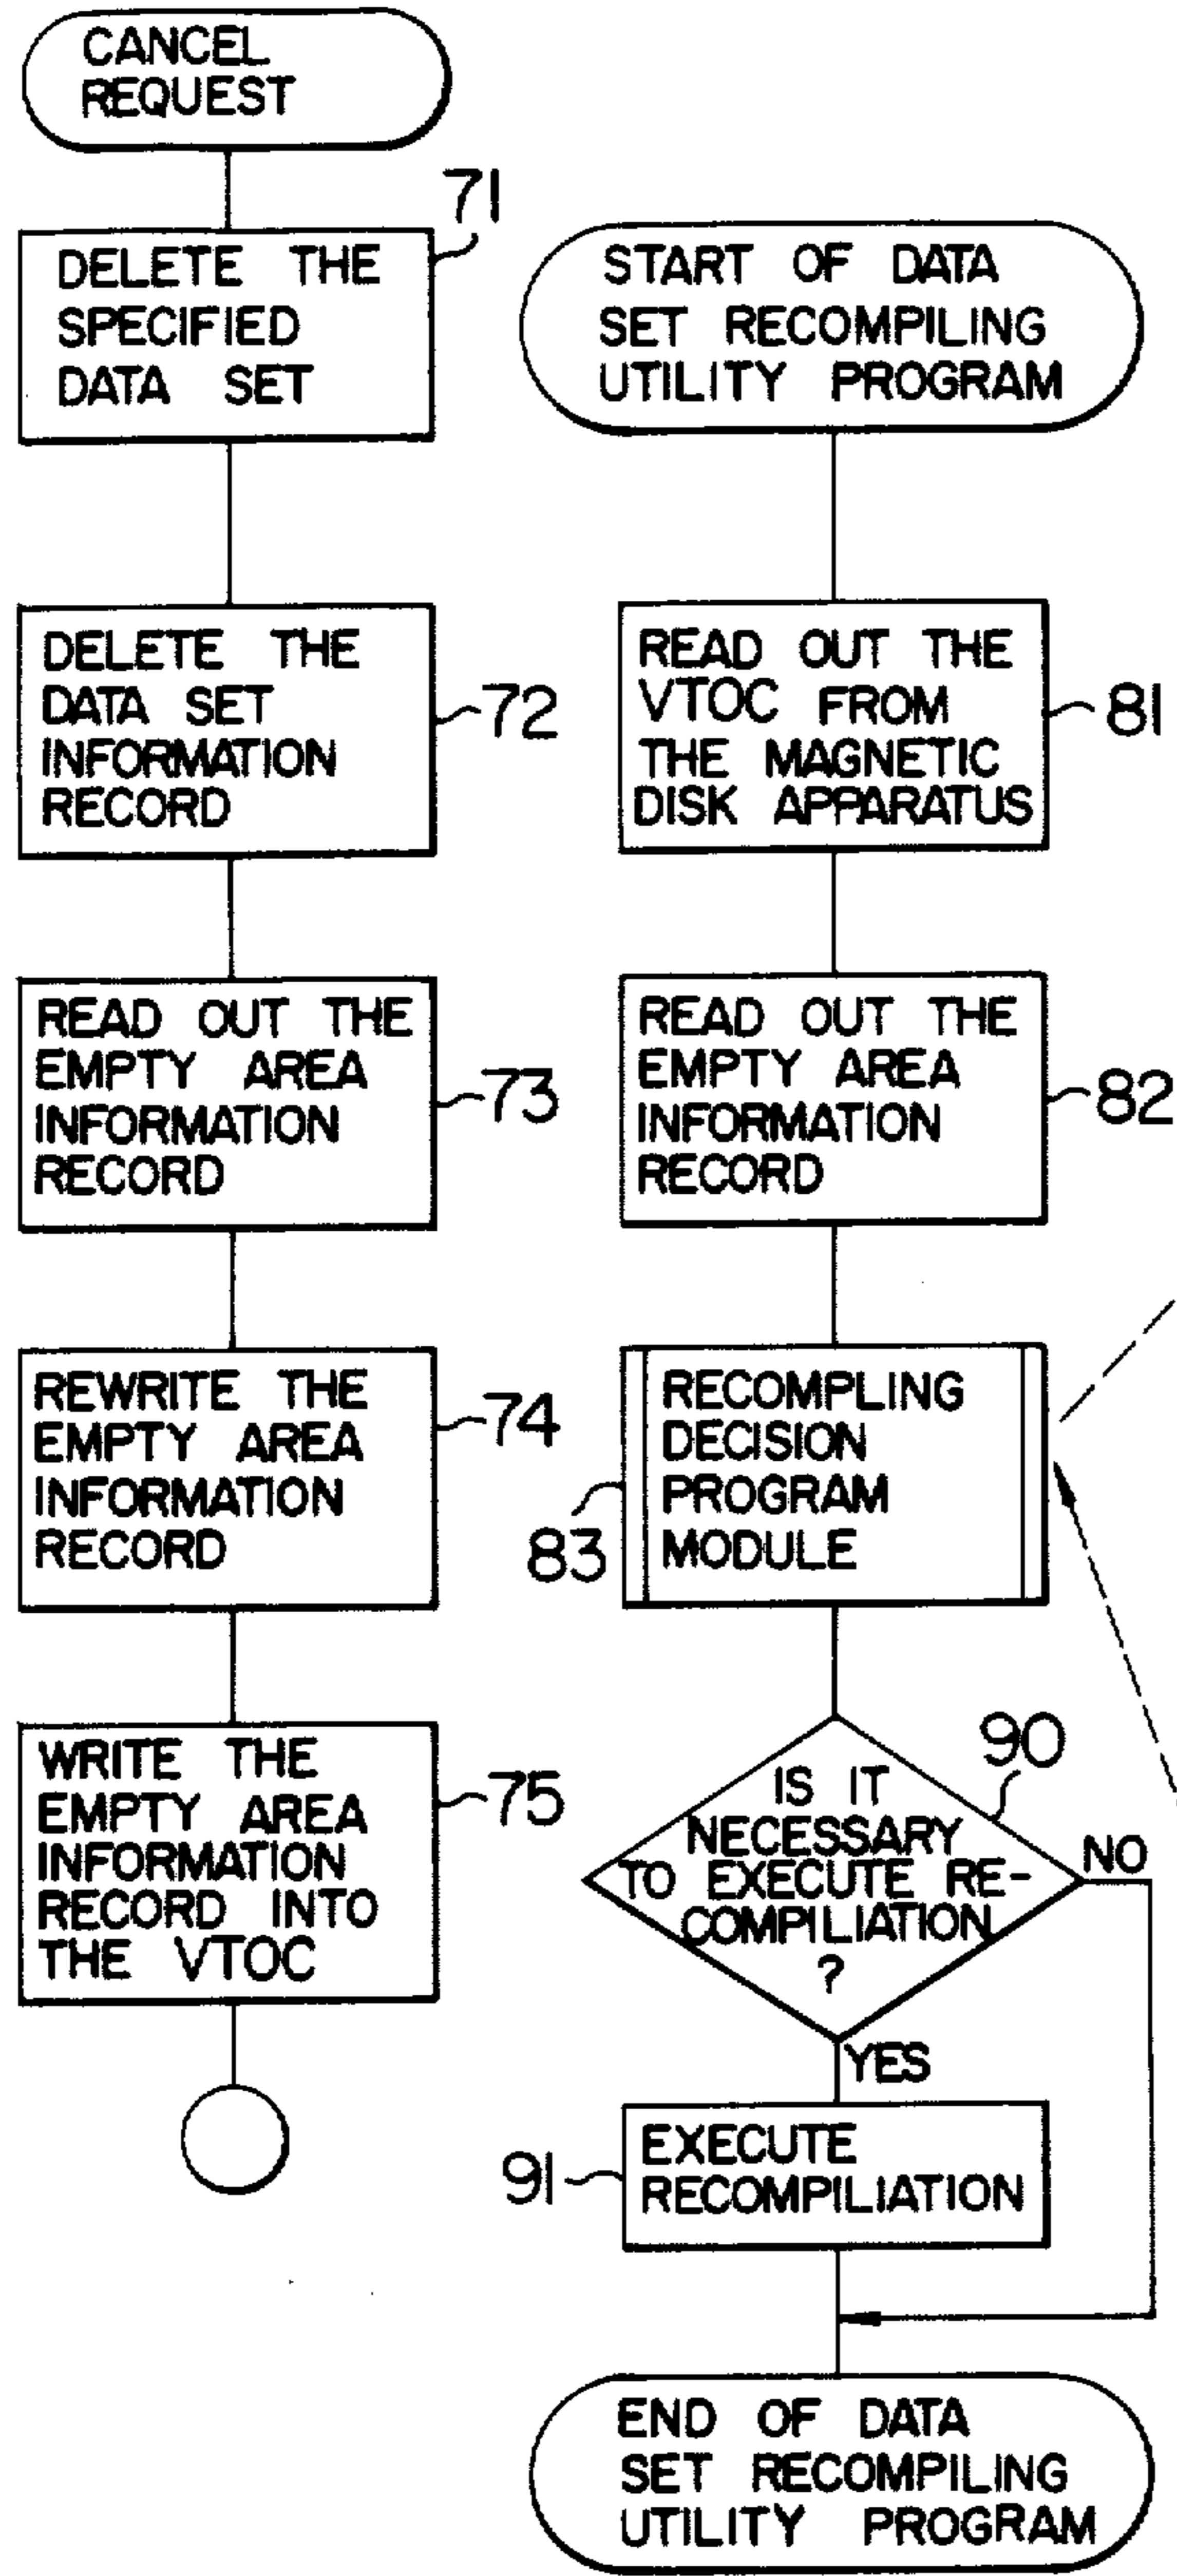 CANCEL
REQUEST
71
DELETE THE
SPECIFIED
DATA SET
DELETE THE
DATA SET
INFORMATION
RECORD
72
READ OUT THE
EMPTY AREA
INFORMATION
RECORD
73
REWRITE THE
EMPTY AREA
INFORMATION
RECORD
74
WRITE THE
EMPTY AREA
INFORMATION
RECORD INTO
THE VTOC
75
START OF DATA
SET RECOMPILING
UTILITY PROGRAM
READ OUT THE
VTOC FROM
THE MAGNETIC
DISK APPARATUS
81
READ OUT THE
EMPTY AREA
INFORMATION
RECORD
82
RECOMPLING
DECISION
PROGRAM
MODULE
83
90
IS IT
NECESSARY
TO EXECUTE RE-
COMPILIATION
?
NO
YES
EXECUTE
RECOMPILIATION
91
END OF DATA
SET RECOMPILING
UTILITY PROGRAM